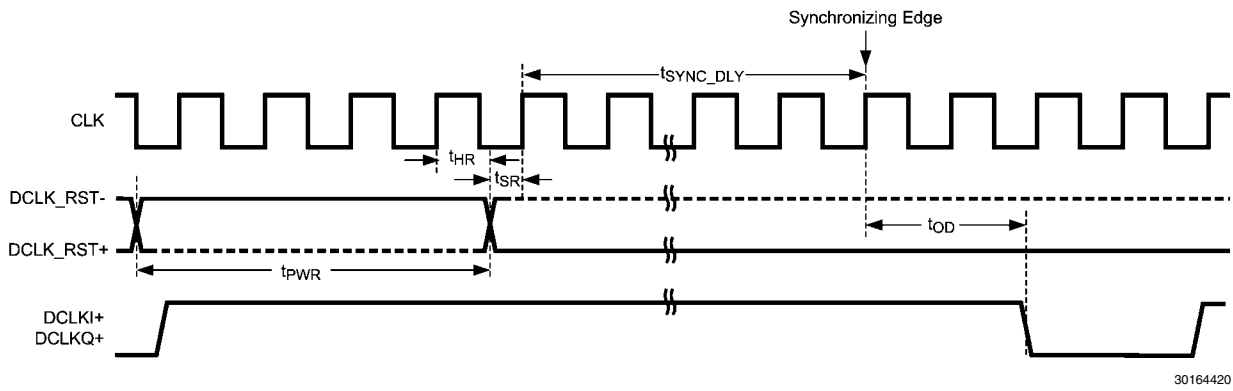 Synchronizing Edge
tSYNC_DLY
CLK
tHR
tSR
DCLK_RST-
tOD
DCLK_RST+
tPWR
DCLKI+
DCLKQ+
30164420